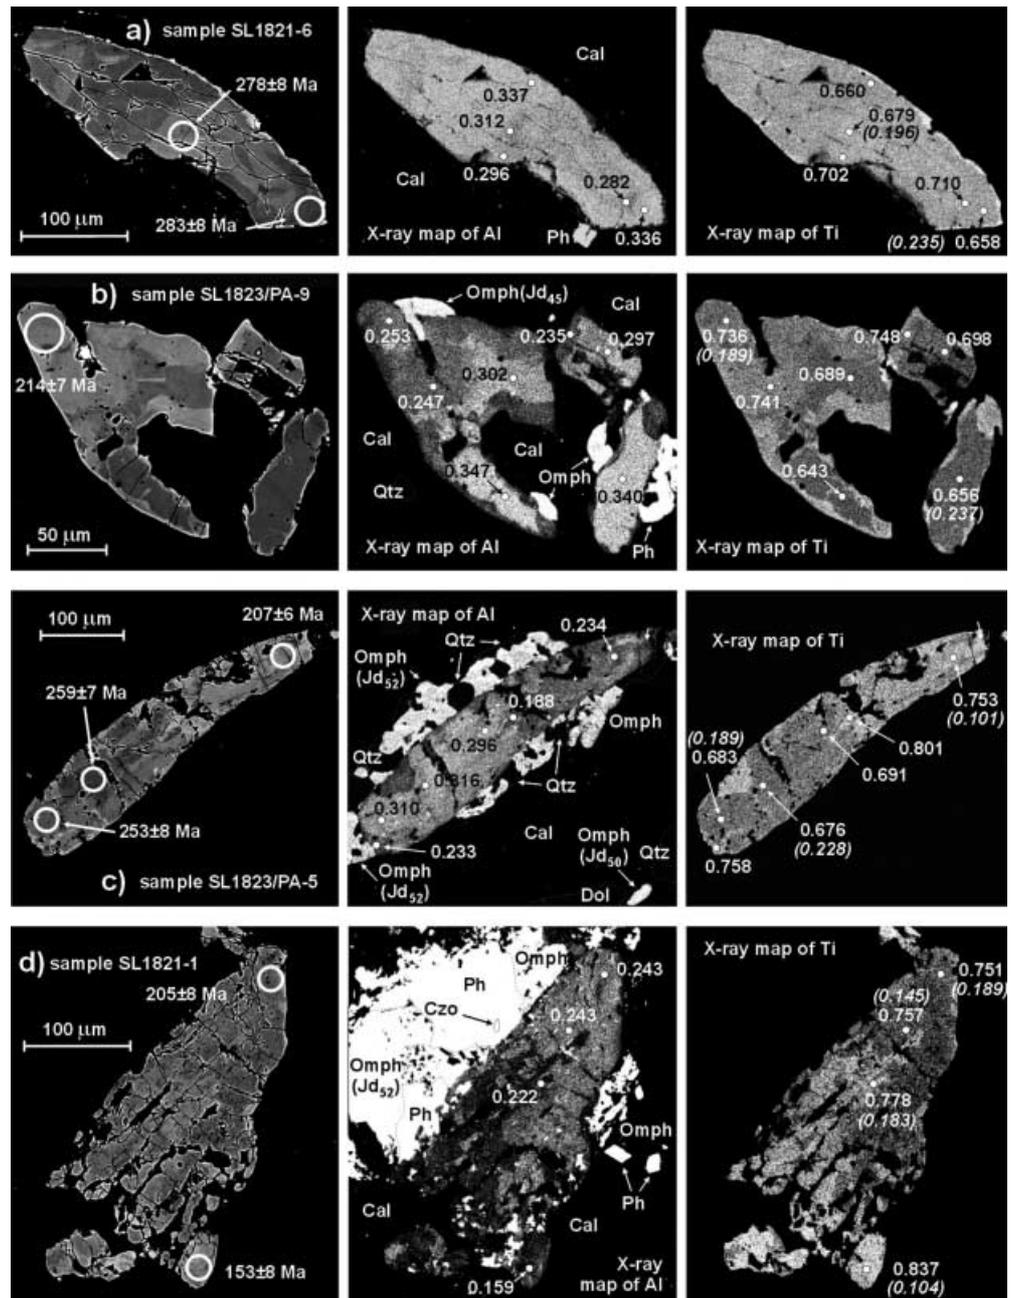 a) sample SL1821-6
278±8 Ma
100 µm
283±8 Ma
Cal
0.337
0.312
0.296
Cal
0.282
X-ray map of Al
Ph
0.336
0.660
0.679
(0.196)
0.702
0.710
X-ray map of Ti
(0.235)
0.658
b) sample SL1823/PA-9
214±7 Ma
50 µm
Omph(Jd45)
Cal
0.253
0.235
0.297
0.302
0.247
Cal
Cal
0.347
Omph
Qtz
0.340
X-ray map of Al
Ph
0.736
(0.189)
0.748
0.698
0.689
0.741
0.643
0.656
(0.237)
X-ray map of Ti
100 µm
207±6 Ma
259±7 Ma
253±8 Ma
c) sample SL1823/PA-5
X-ray map of Al
0.234
Qtz
Omph
(Jd52)
0.188
Omph
0.296
Qtz
0.316
Qtz
0.310
Cal
Omph
(Jd50)
Qtz
0.233
Omph
(Jd52)
Dol
X-ray map of Ti
0.753
(0.101)
(0.189)
0.683
0.801
0.691
0.676
(0.228)
0.758
d) sample SL1821-1
205±8 Ma
100 µm
153±8 Ma
Omph
0.243
Ph
Czo
0.243
Omph
(Jd52)
0.222
Ph
Omph
Ph
Cal
Cal
X-ray
map of Al
0.159
X-ray map of Ti
0.751
(0.189)
(0.145)
0.757
0.778
(0.183)
0.837
(0.104)